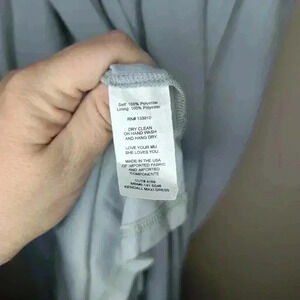 Self: 100% Polyester
Lining: 100% Polyester
RN# 133910
DRY CLEAN
OR HAND WASH
AND HANG DRY.
LOVE YOUR MU
SHE LOVES YOU.
MADE IN THE USA
OF IMPORTED FABRIC
AND IMPORTED
COMPONENTS
KENDALL MAXI DRESS